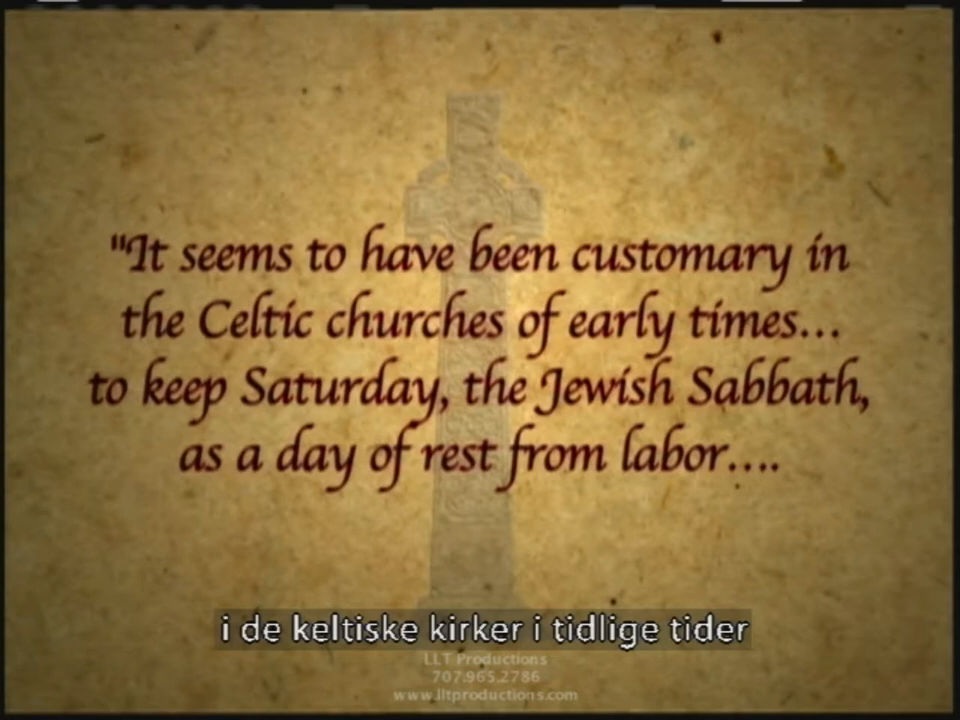 "It seems to have been customary in
the Celtic churches of early times...
to keep Saturday, the Jewish Sabbath,
as a day of rest from labor....
i de keltiske kirker i tidlige tider
LLT Productions
707.965.2786
www.lltproductions.com